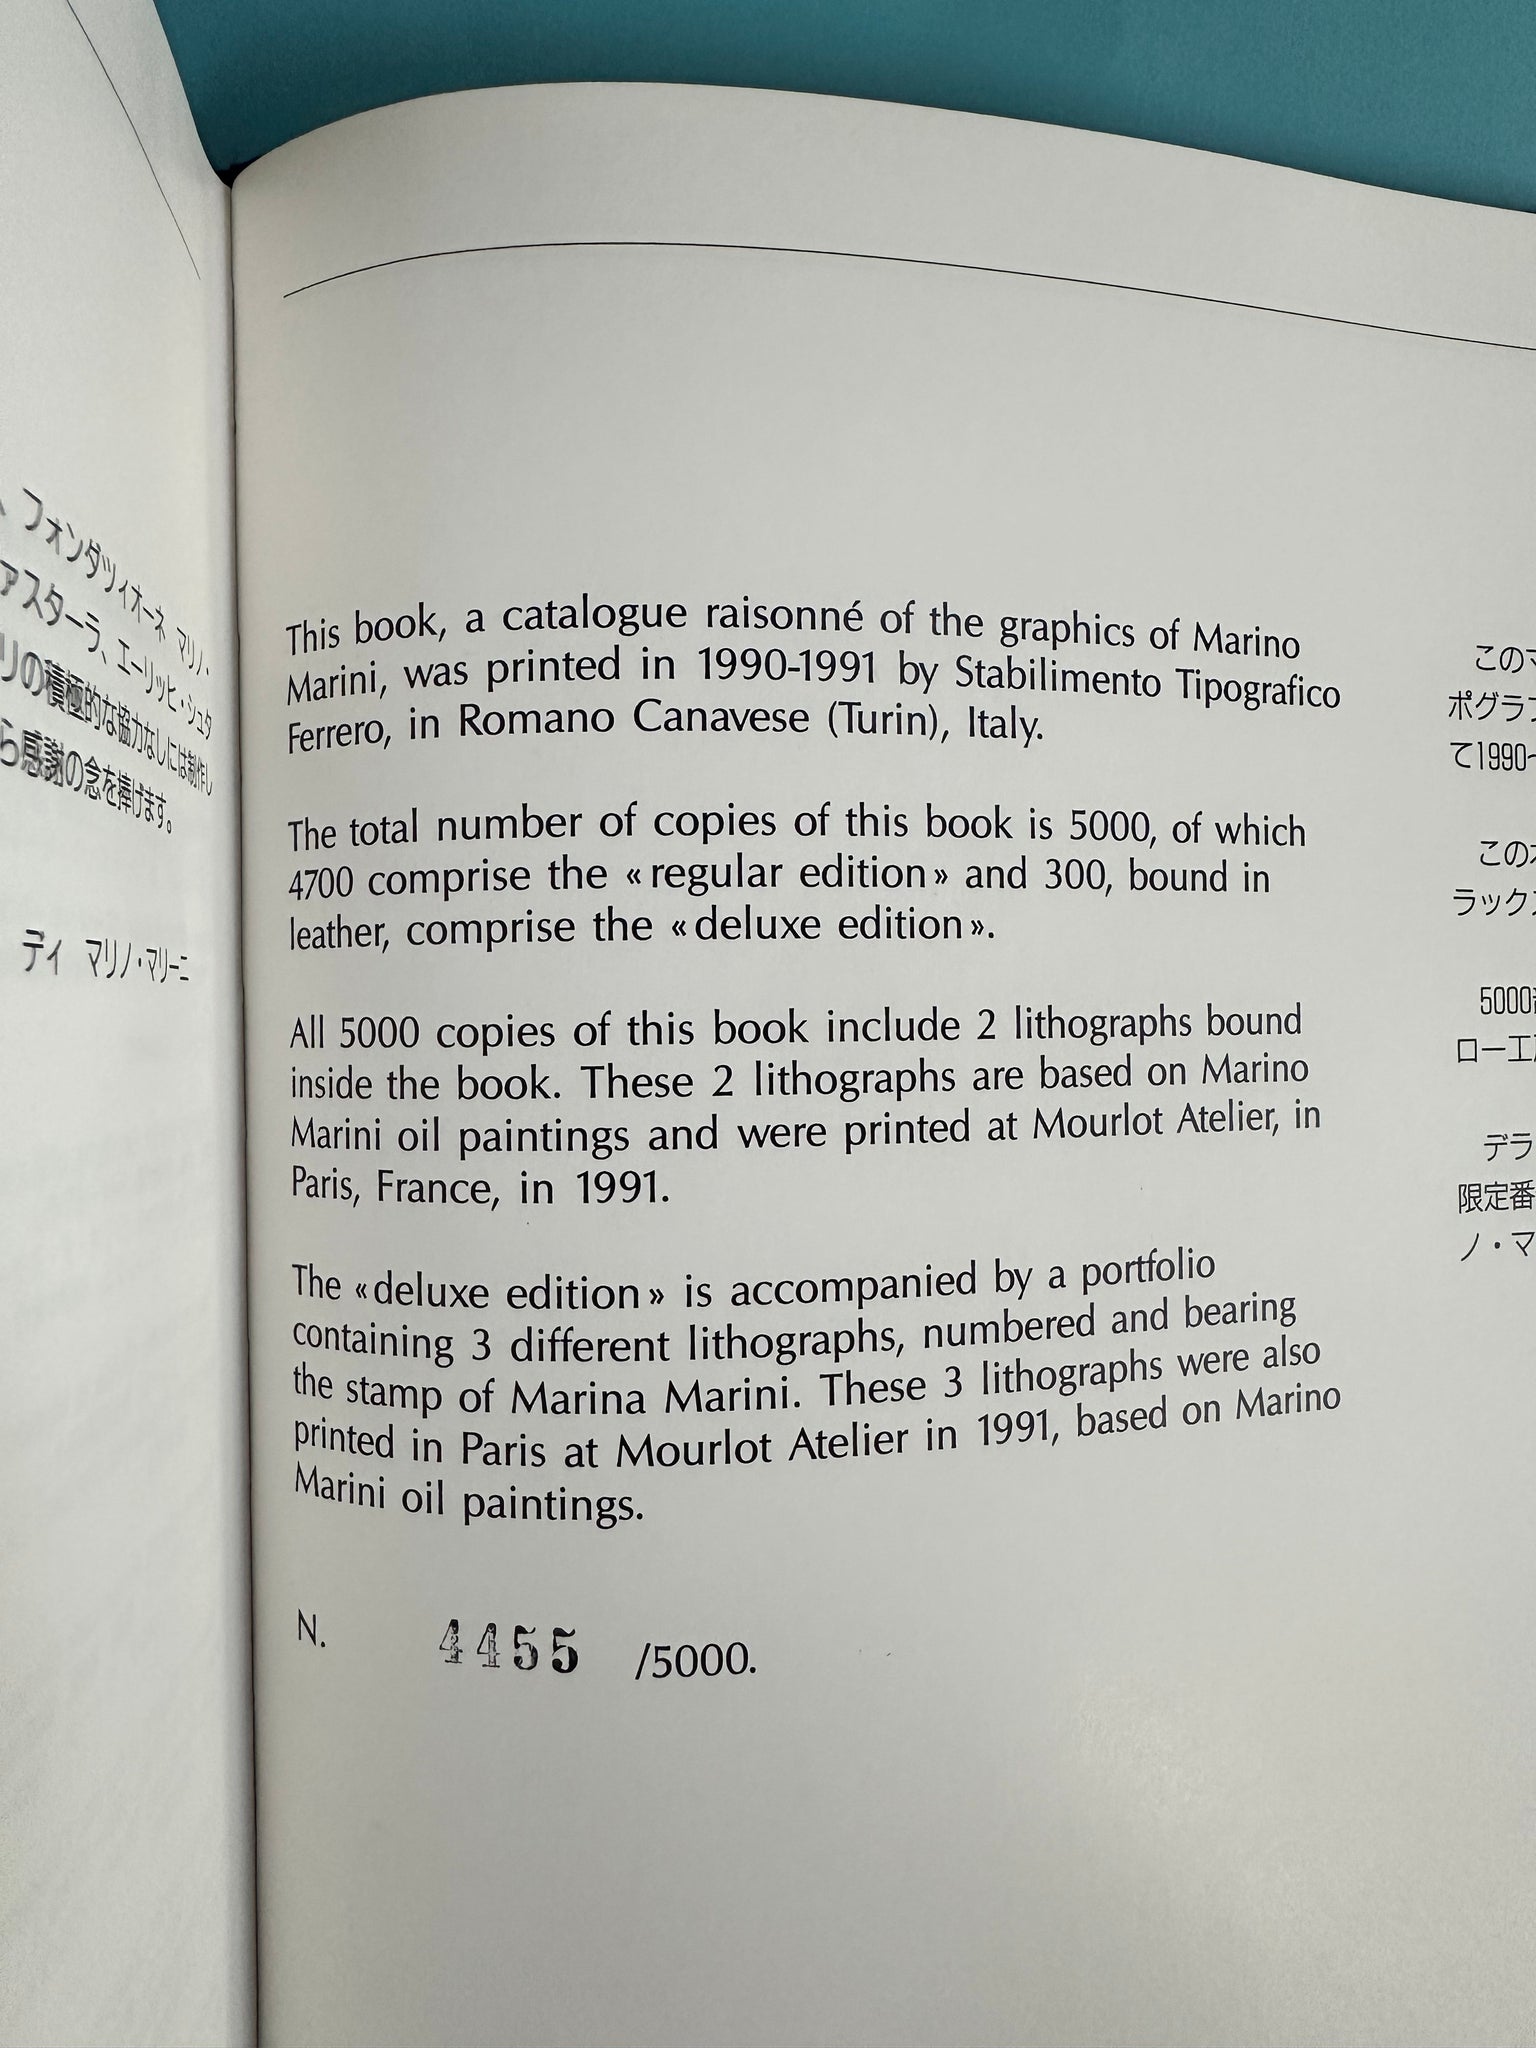 、フォンダツィオーネ マリノ・
ァスターラ、エーリッヒ・シュタ
リの積極的な協力なしには制作し
ら感謝の念を捧げます。
ディ マリノ・マリーニ
This book, a catalogue raisonné of the graphics of Marino
Marini, was printed in 1990-1991 by Stabilimento Tipografico
Ferrero, in Romano Canavese (Turin), Italy.
The total number of copies of this book is 5000, of which
4700 comprise the «regular edition» and 300, bound in
leather, comprise the «deluxe edition».
All 5000 copies of this book include 2 lithographs bound
inside the book. These 2 lithographs are based on Marino
Marini oil paintings and were printed at Mourlot Atelier, in
Paris, France, in 1991.
The «deluxe edition» is accompanied by a portfolio
containing 3 different lithographs, numbered and bearing
the stamp of Marina Marini. These 3 lithographs were also
printed in Paris at Mourlot Atelier in 1991, based on Marino
Marini oil paintings.
N. 4455 /5000.
この
ポグラフ
て1990-
この
ラック
5000
ロー工
デラ
限定番
ノ・マ